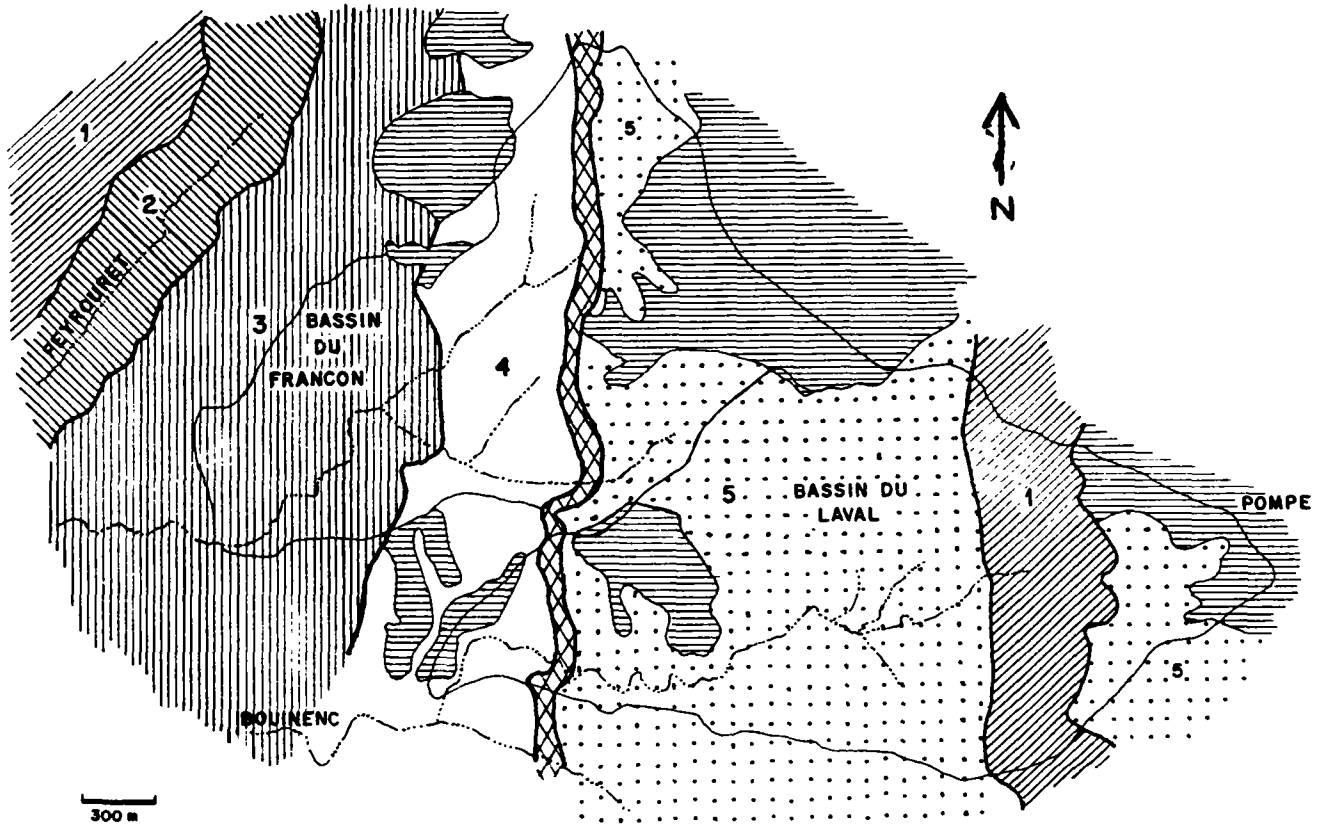 1
5
N
2
PEYROURET
3
BASSIN
DU
FRANCON
4
5
BASSIN DU
LAVAL
1
POMPE
5
BOUINENC
300 m